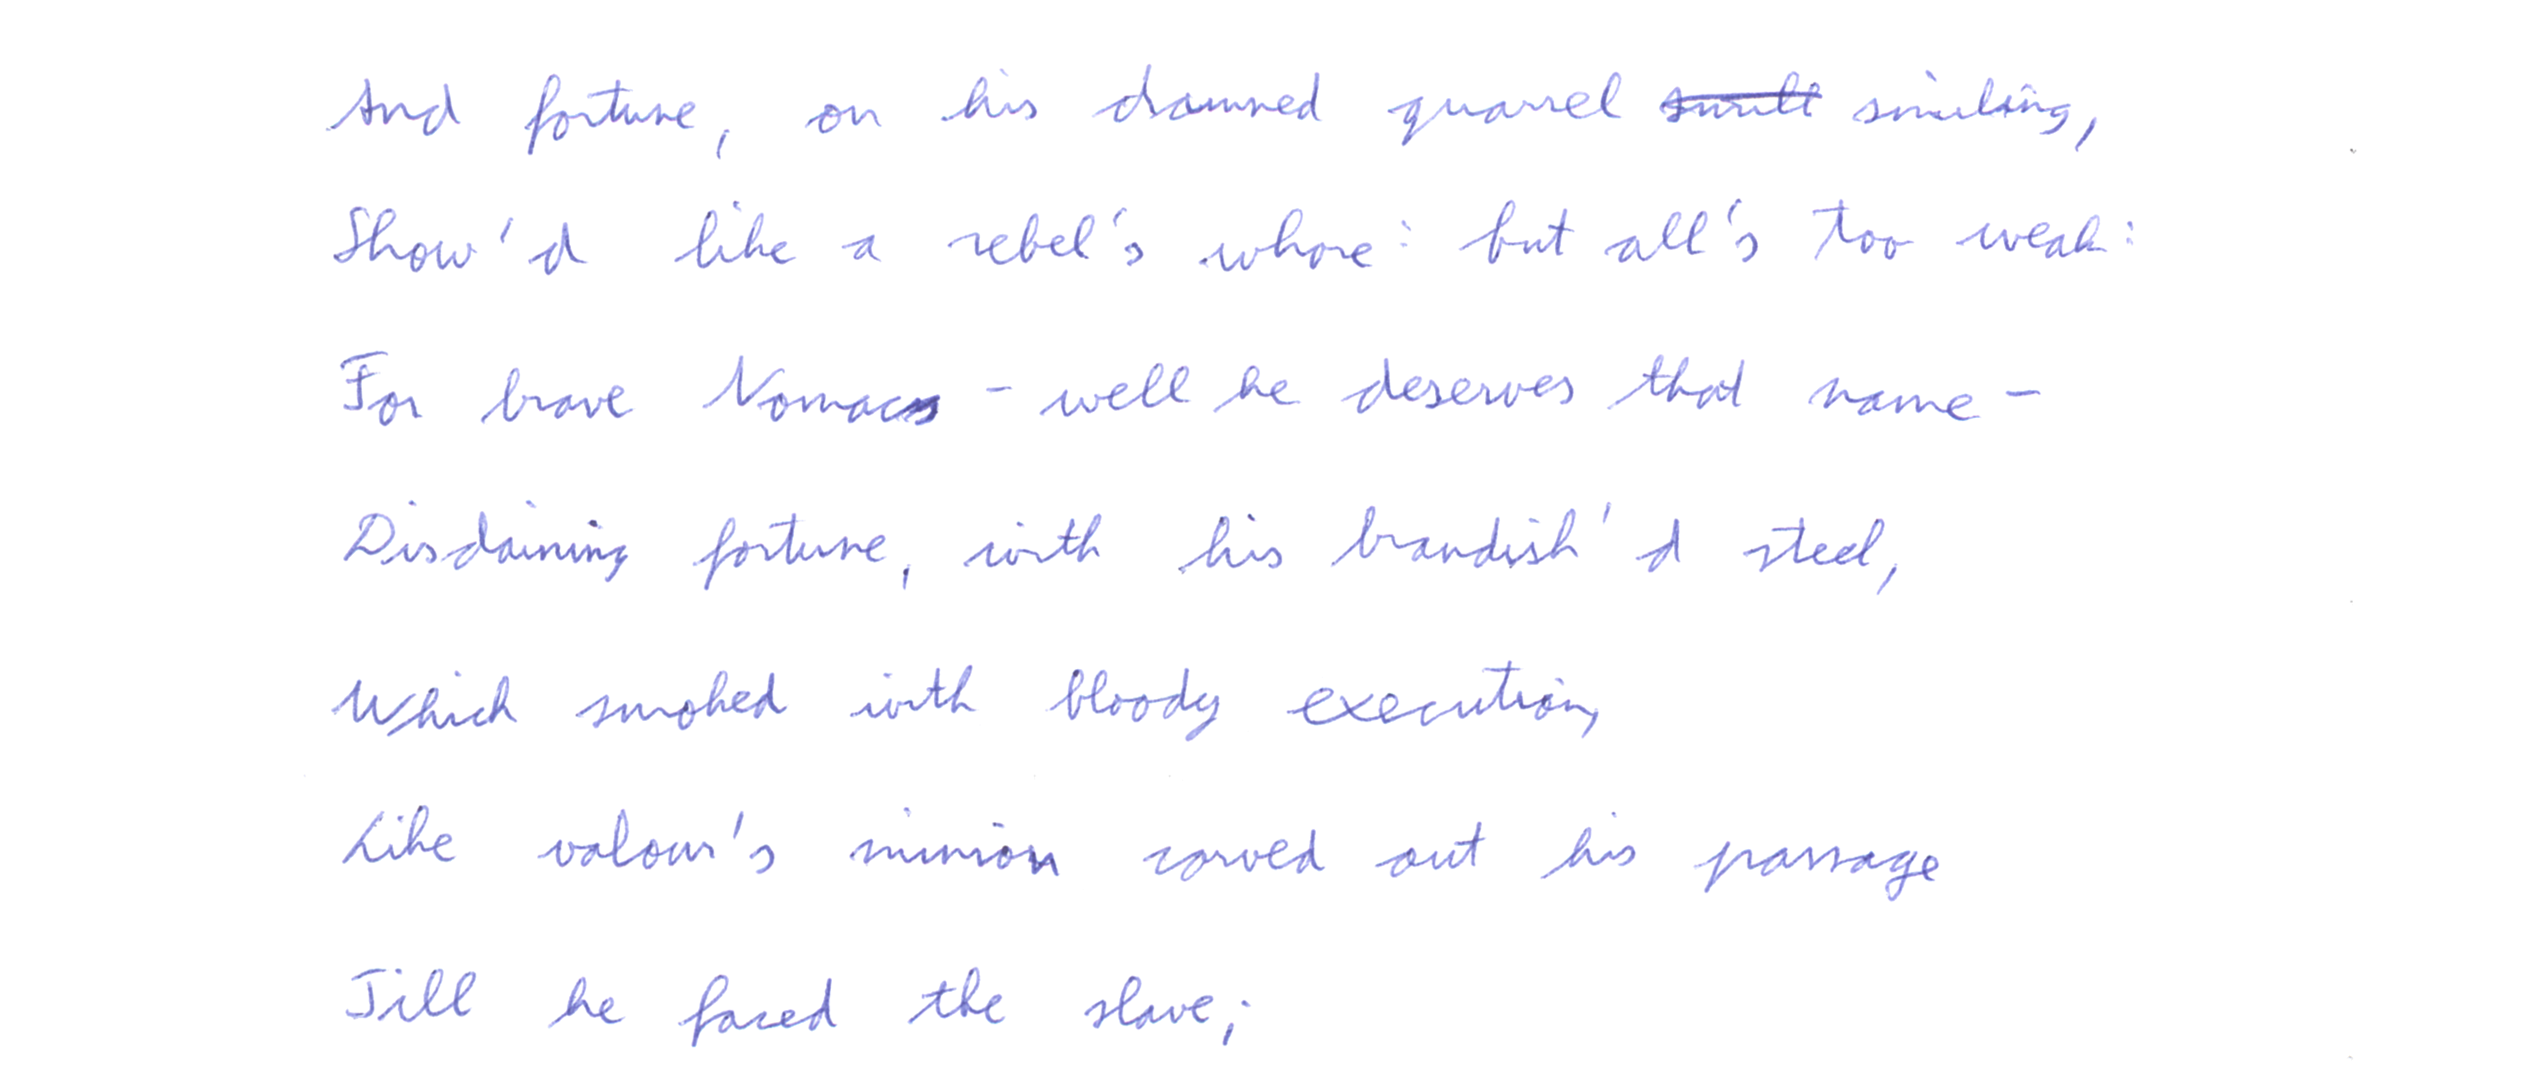 And fortune, on his damned quarrel smiling,
Show'd like a rebel's whore: but all's too weak:
For brave Nomacs - well he deserves that name -
Disdaining fortune, with his brandish'd steel,
Which smoked with bloody execution,
Like valour's minion carved out his passage
Till he faced the slave;